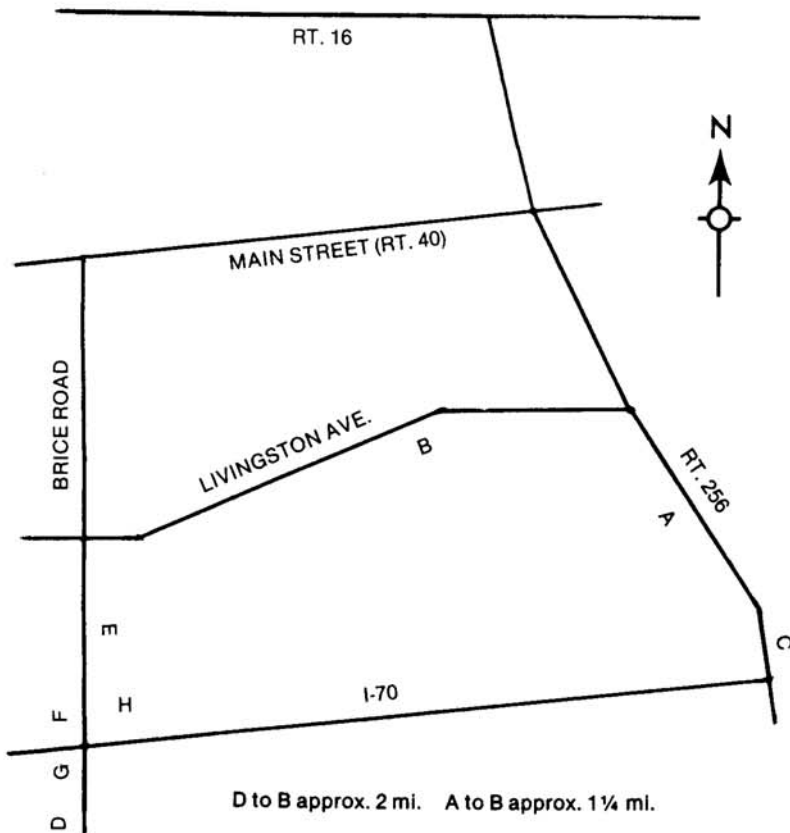 RT. 16
N
MAIN STREET (RT. 40)
BRICE ROAD
LIVINGSTON AVE.
B
RT. 256
A
E
C
H
I-70
F
G
D
D to B approx. 2 mi. A to B approx. 1¼ mi.